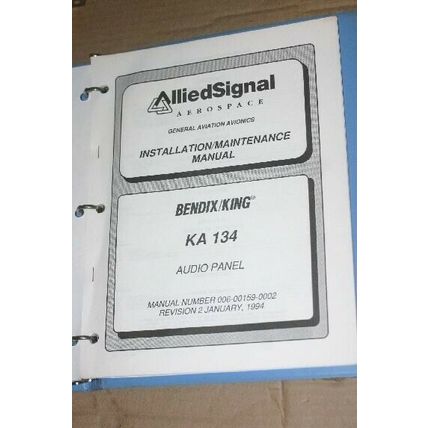 AlliedSignal
AEROSPACE
GENERAL AVIATION AVIONICS
INSTALLATION/MAINTENANCE
MANUAL
BENDIX/KING®
KA 134
AUDIO PANEL
MANUAL NUMBER 006-00159-0002
REVISION 2 JANUARY, 1994